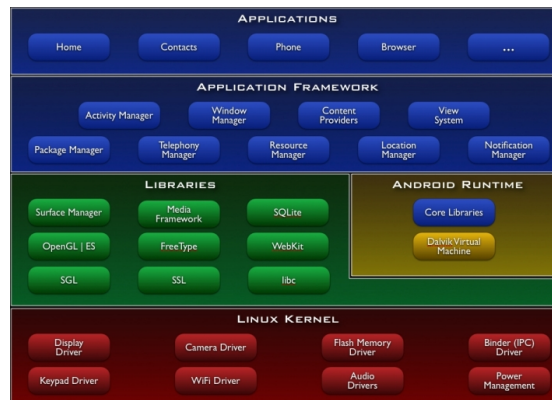 APPLICATIONS
Home
Contacts
Phone
Browser
...
APPLICATION FRAMEWORK
Activity Manager
Window
Manager
Content
Providers
View
System
Package Manager
Telephony
Manager
Resource
Manager
Location
Manager
Notification
Manager
LIBRARIES
Surface Manager
Media
Framework
SQLite
OpenGL | ES
FreeType
WebKit
SGL
SSL
libc
ANDROID RUNTIME
Core Libraries
Dalvik Virtual
Machine
LINUX KERNEL
Display
Driver
Camera Driver
Flash Memory
Driver
Binder (IPC)
Driver
Keypad Driver
WiFi Driver
Audio
Drivers
Power
Management